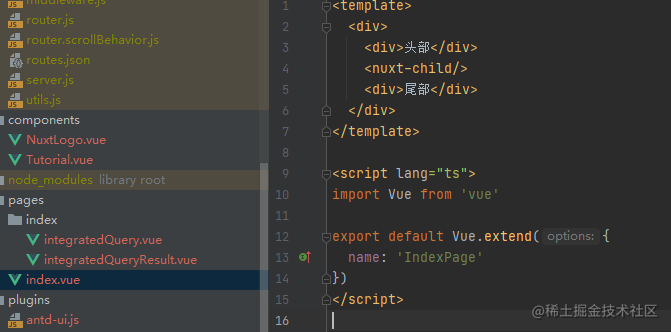 middleware.js
router.js
router.scrollBehavior.js
routes.json
server.js
utils.js
components
NuxtLogo.vue
Tutorial.vue
node_modules library root
pages
index
integratedQuery.vue
integratedQueryResult.vue
index.vue
plugins
antd-ui.js
1 <template>
2 <div>
3 <div>头部</div>
4 <nuxt-child/>
5 <div>尾部</div>
6 </div>
7 </template>
8
9 <script lang="ts">
10 import Vue from 'vue'
11
12 export default Vue.extend( options: {
13 name: 'IndexPage'
14 })
15 </script>
16
@稀土掘金技术社区